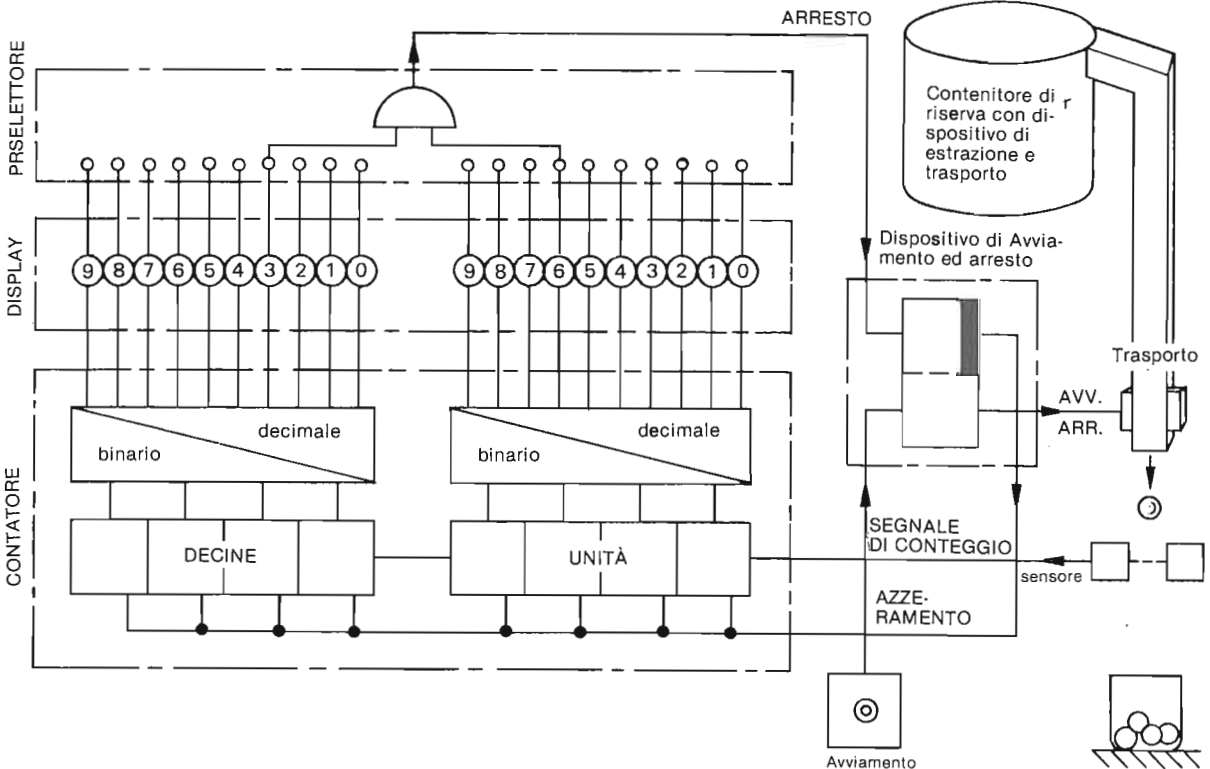 ARRESTO
PRSELETTORE
Contenitore di r
riserva con di-
spositivo di
estrazione e
trasporto
DISPLAY
9 8 7 6 5 4 3 2 1 0
9 8 7 6 5 4 3 2 1 0
Dispositivo di Avvia-
mento ed arresto
Trasporto
AVV.
ARR.
CONTATORE
binario
decimale
binario
decimale
DECINE
UNITÀ
SEGNALE
DI CONTEGGIO
sensore
AZZE-
RAMENTO
Avviamento